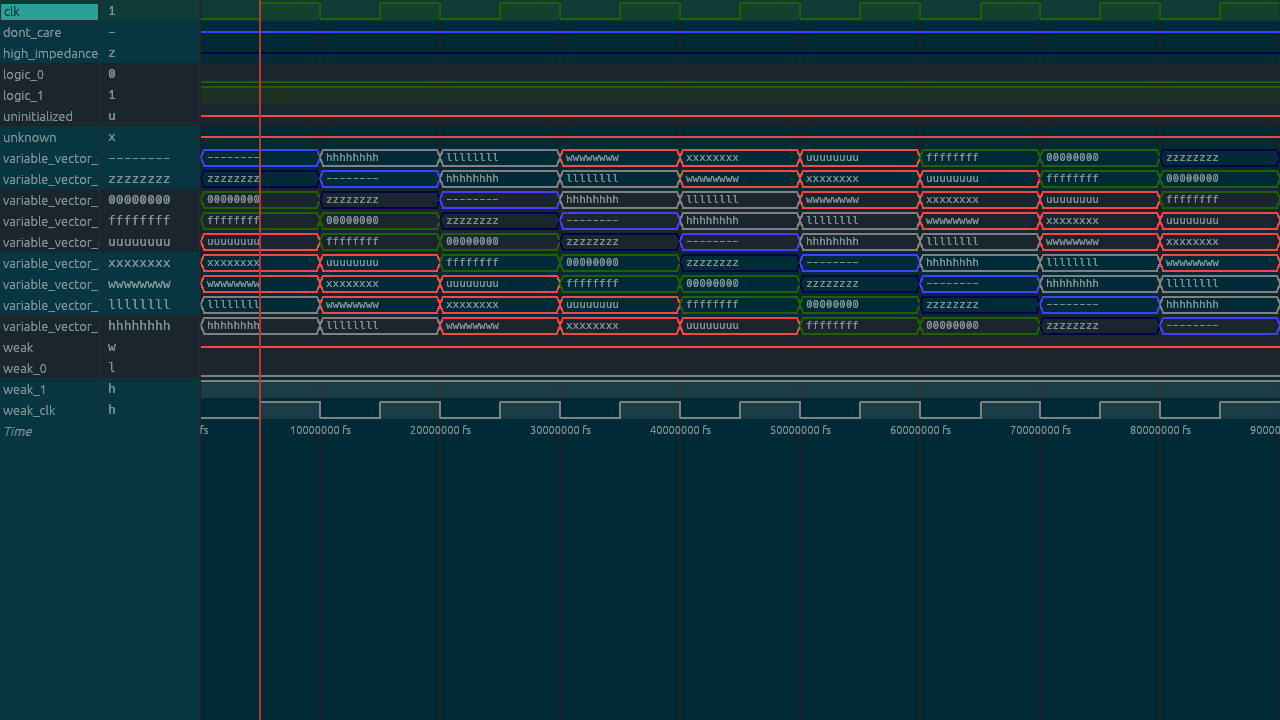 clk 1
dont_care -
high_impedance z
logic_0 0
logic_1 1
uninitialized u
unknown x
variable_vector_ -------- -------- hhhhhhhh llllllll wwwwwwww xxxxxxxx uuuuuuuu ffffffff 00000000 zzzzzzzz
variable_vector_ zzzzzzzz zzzzzzzz -------- hhhhhhhh llllllll wwwwwwww xxxxxxxx uuuuuuuu ffffffff 00000000
variable_vector_ 00000000 00000000 zzzzzzzz -------- hhhhhhhh llllllll wwwwwwww xxxxxxxx uuuuuuuu ffffffff
variable_vector_ ffffffff ffffffff 00000000 zzzzzzzz -------- hhhhhhhh llllllll wwwwwwww xxxxxxxx uuuuuuuu
variable_vector_ uuuuuuuu uuuuuuuu ffffffff 00000000 zzzzzzzz -------- hhhhhhhh llllllll wwwwwwww xxxxxxxx
variable_vector_ xxxxxxxx xxxxxxxx uuuuuuuu ffffffff 00000000 zzzzzzzz -------- hhhhhhhh llllllll wwwwwwww
variable_vector_ wwwwwwww wwwwwwww xxxxxxxx uuuuuuuu ffffffff 00000000 zzzzzzzz -------- hhhhhhhh llllllll
variable_vector_ llllllll llllllll wwwwwwww xxxxxxxx uuuuuuuu ffffffff 00000000 zzzzzzzz -------- hhhhhhhh
variable_vector_ hhhhhhhh hhhhhhhh llllllll wwwwwwww xxxxxxxx uuuuuuuu ffffffff 00000000 zzzzzzzz --------
weak w
weak_0 l
weak_1 h
weak_clk h
Time fs 10000000 fs 20000000 fs 30000000 fs 40000000 fs 50000000 fs 60000000 fs 70000000 fs 80000000 fs 90000